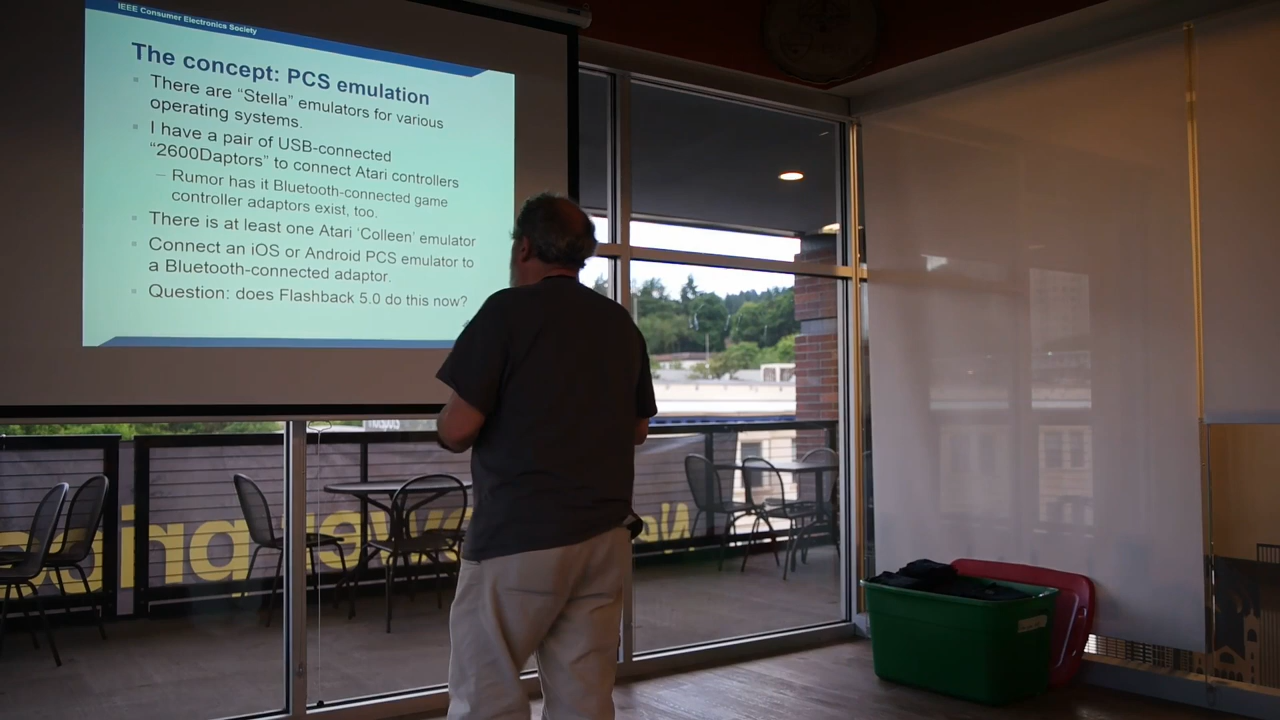 IEEE Consumer Electronics Society
The concept: PCS emulation
There are “Stella” emulators for various
operating systems.
I have a pair of USB-connected
“2600Daptors” to connect Atari controllers
– Rumor has it Bluetooth-connected game
controller adaptors exist, too.
There is at least one Atari ‘Colleen’ emulator
Connect an iOS or Android PCS emulator to
a Bluetooth-connected adaptor.
Question: does Flashback 5.0 do this now?